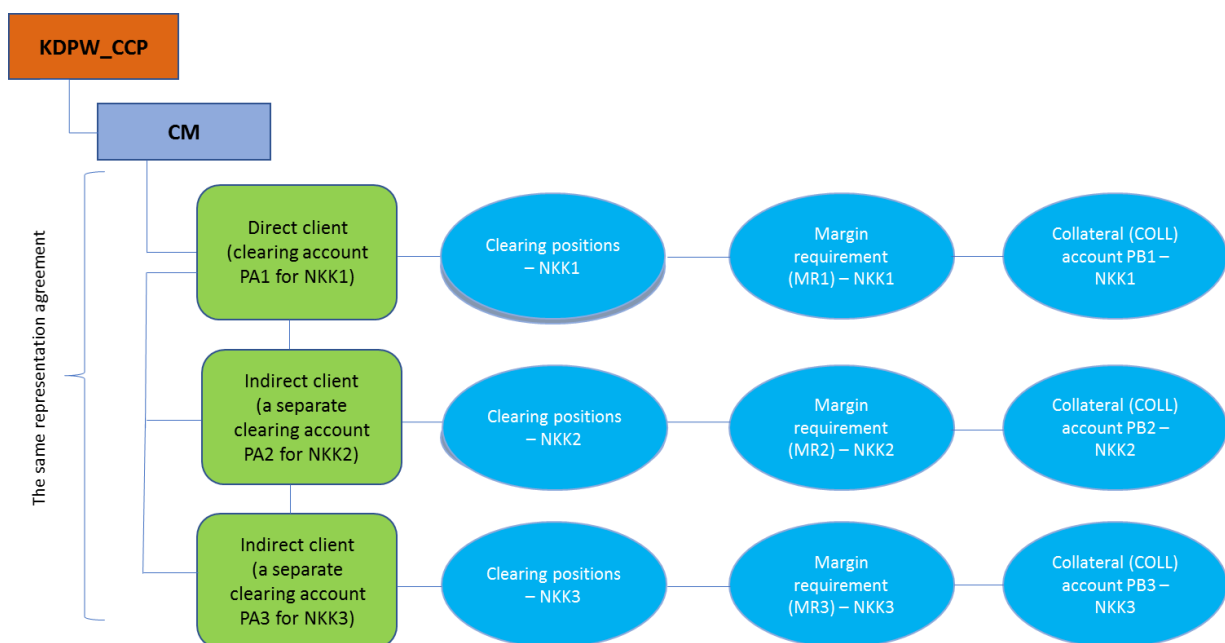 KDPW_CCP
CM
The same representation agreement
Direct client
(clearing account
PA1 for NKK1)
Clearing positions
– NKK1
Margin
requirement
(MR1) – NKK1
Collateral (COLL)
account PB1 –
NKK1
Indirect client
(a separate
clearing account
PA2 for NKK2)
Clearing positions
– NKK2
Margin
requirement
(MR2) – NKK2
Collateral (COLL)
account PB2 –
NKK2
Indirect client
(a separate
clearing account
PA3 for NKK3)
Clearing positions
– NKK3
Margin
requirement
(MR3) – NKK3
Collateral (COLL)
account PB3 –
NKK3